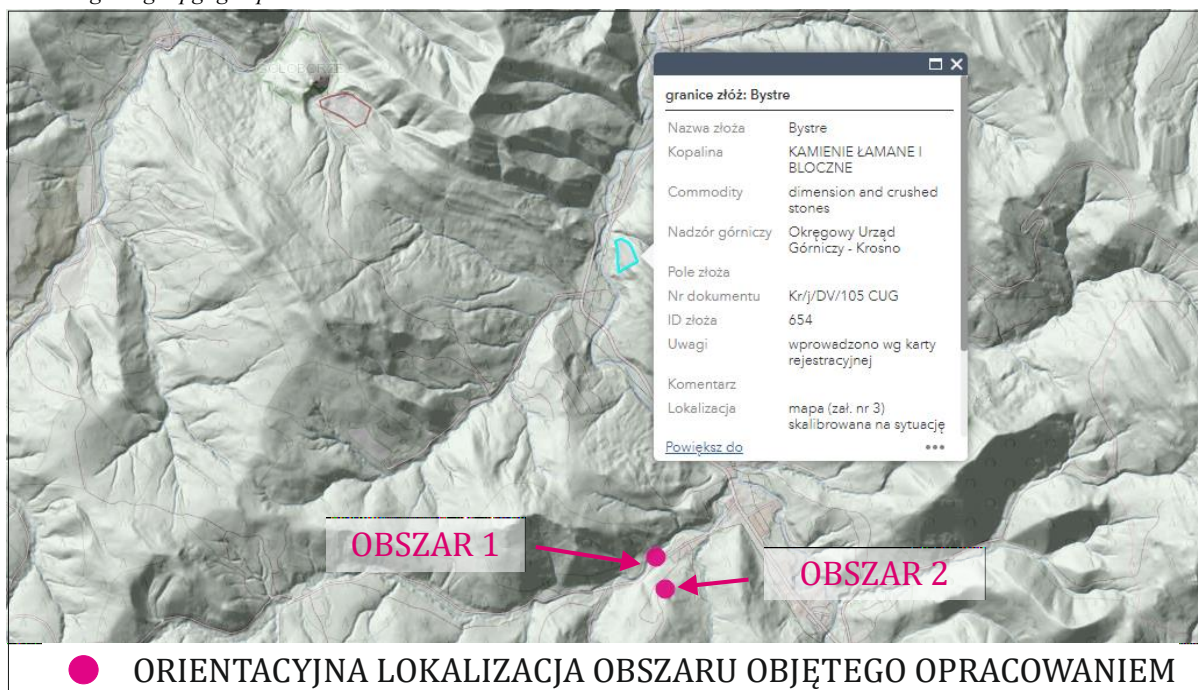 granice złóż: Bystre
Nazwa złoża Bystre
Kopalina KAMIENIE ŁAMANE I
BLOCZNE
Commodity dimension and crushed
stones
Nadzór górniczy Okręgowy Urząd
Górniczy - Krosno
Pole złoża
Nr dokumentu Kr/j/DV/105 CUG
ID złoża 654
Uwagi wprowadzono wg karty
rejestracyjnej
Komentarz
Lokalizacja mapa (zał. nr 3)
skalibrowana na sytuację
Powiększ do
OBSZAR 1
OBSZAR 2
ORIENTACYJNA LOKALIZACJA OBSZARU OBJĘTEGO OPRACOWANIEM